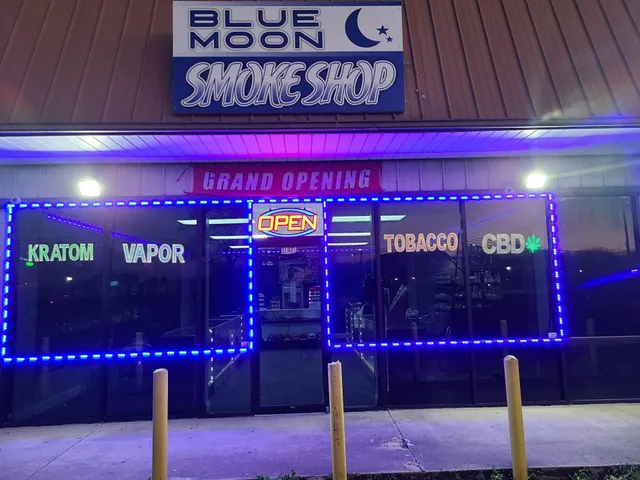 BLUE
MOON
SMOKE SHOP
GRAND OPENING
OPEN
KRATOM VAPOR TOBACCO CBD